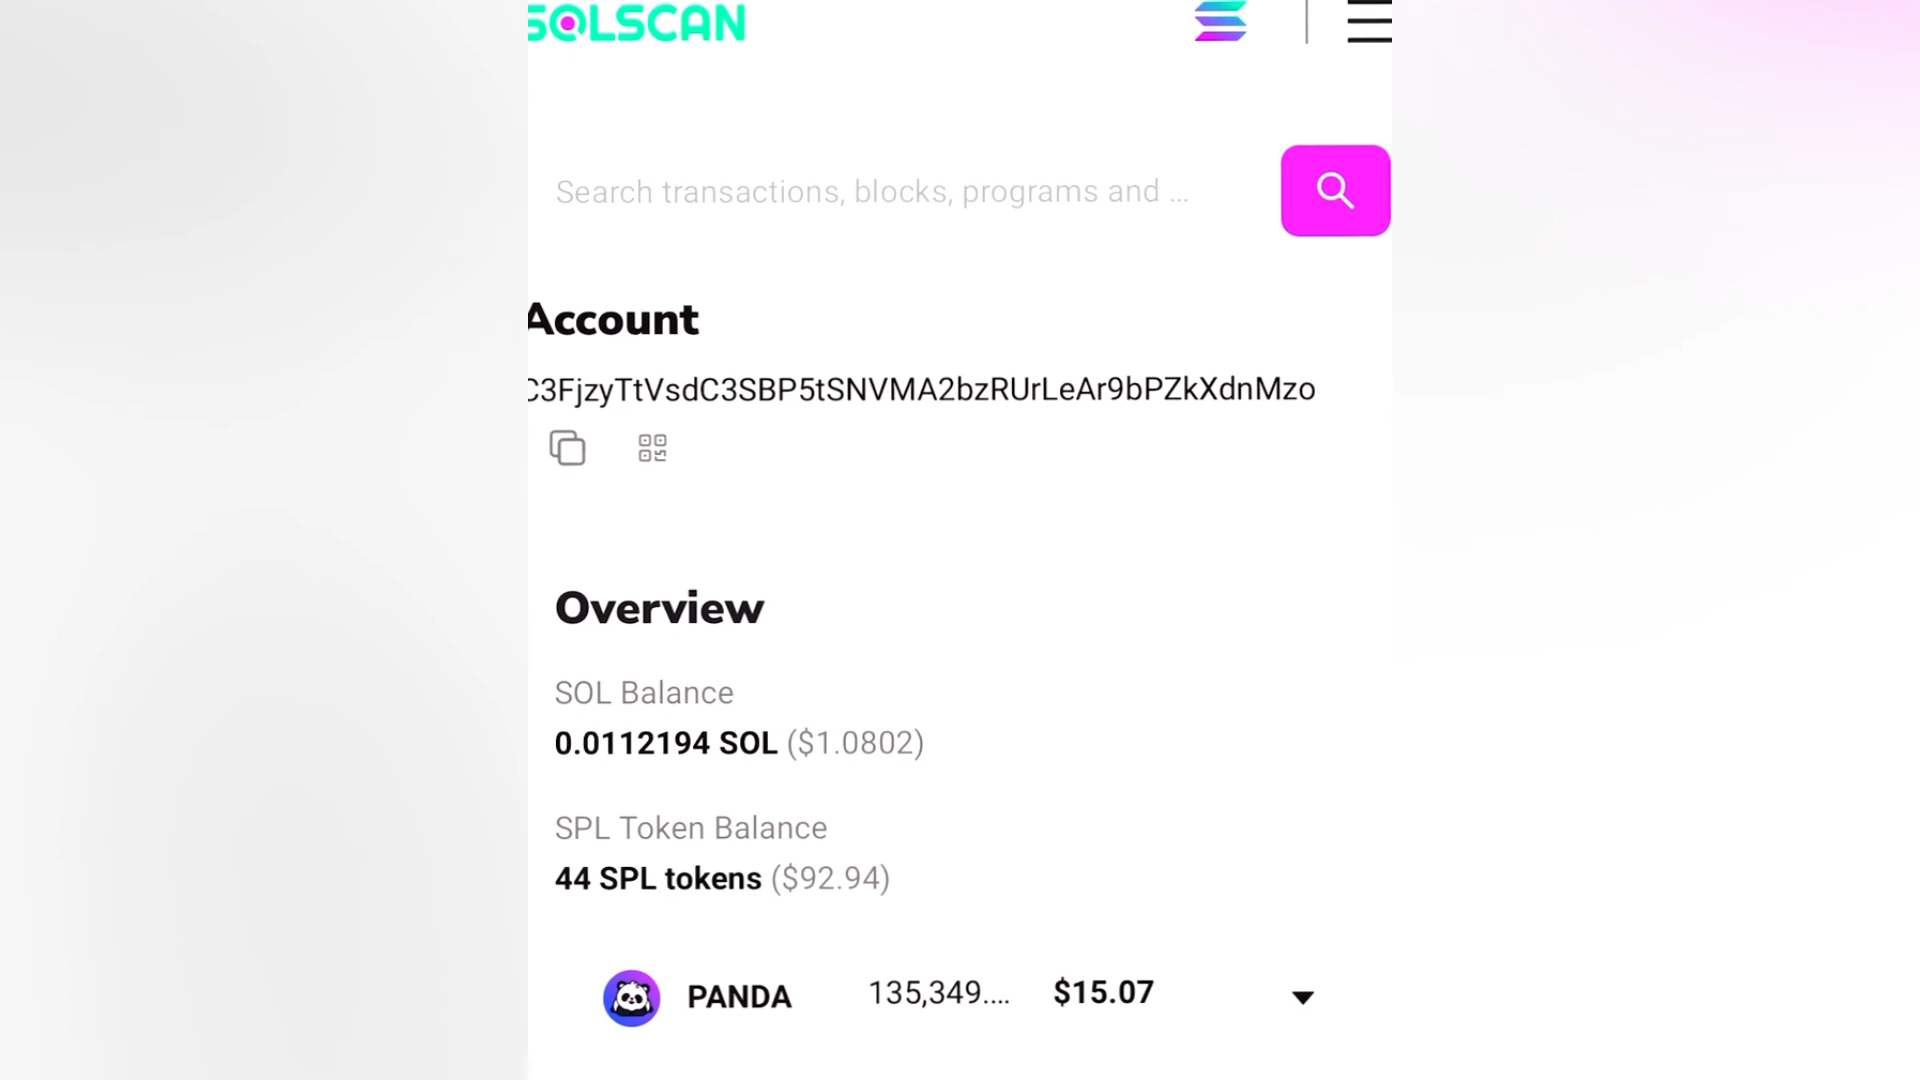 SOLSCAN
Search transactions, blocks, programs and ...
Account
C3FjzyTtVsdC3SBP5tSNVMA2bzRUrLeAr9bPZkXdnMzo
Overview
SOL Balance
0.0112194 SOL ($1.0802)
SPL Token Balance
44 SPL tokens ($92.94)
PANDA 135,349.... $15.07